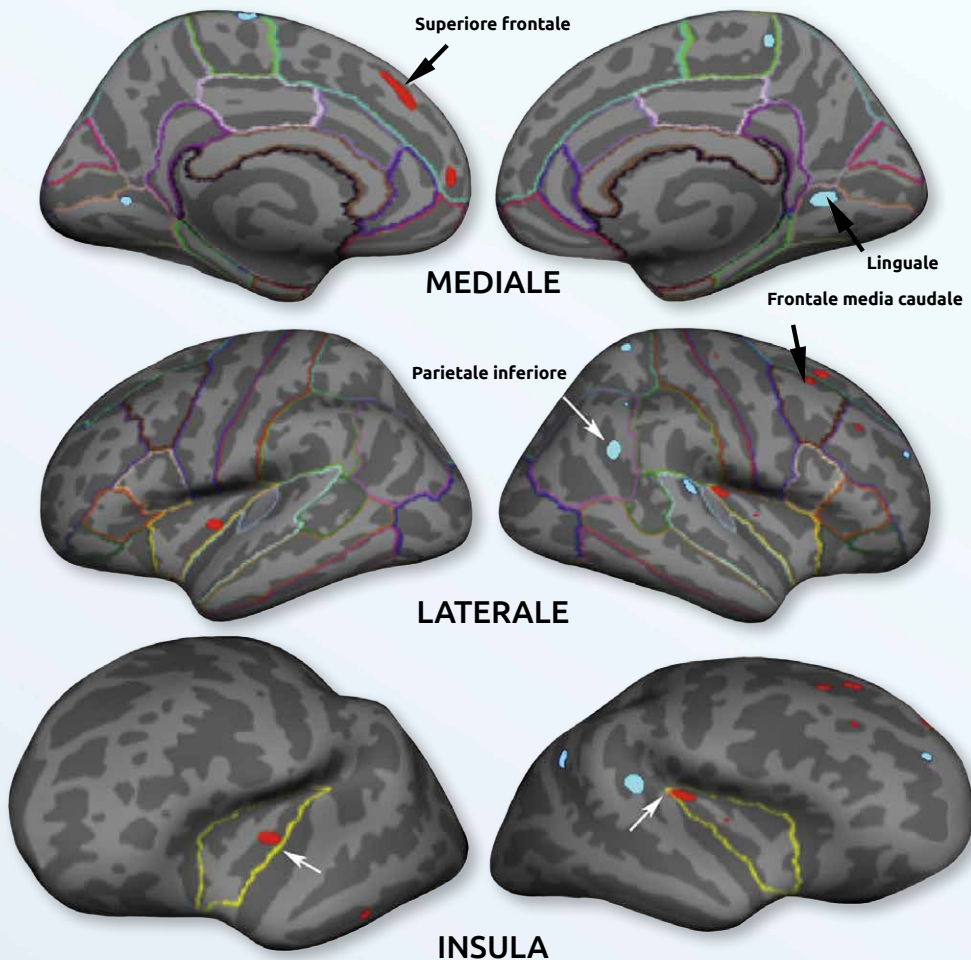 Superiore frontale
Linguale
MEDIALE
Frontale media caudale
Parietale inferiore
LATERALE
INSULA